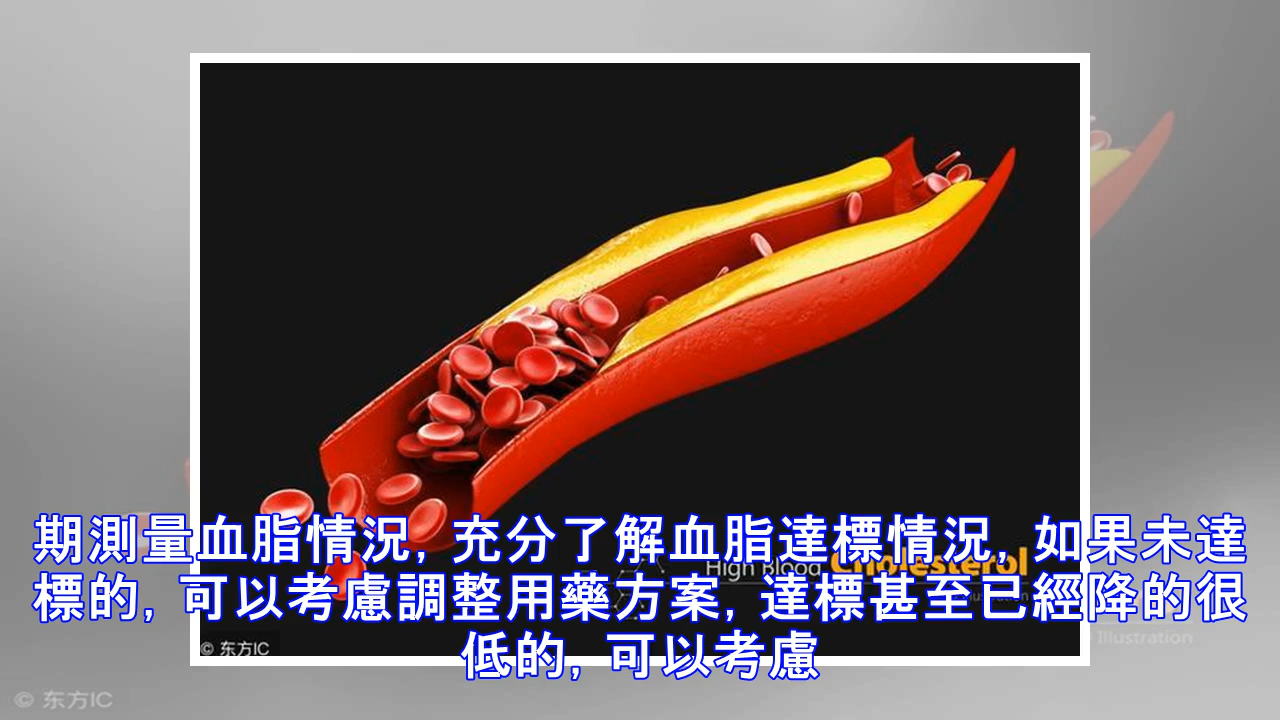 High Blood Cholesterol
期測量血脂情況, 充分了解血脂達標情況, 如果未達
標的, 可以考慮調整用藥方案, 達標甚至已經降的很
低的, 可以考慮
Illustration
© 东方IC
© 东方IC